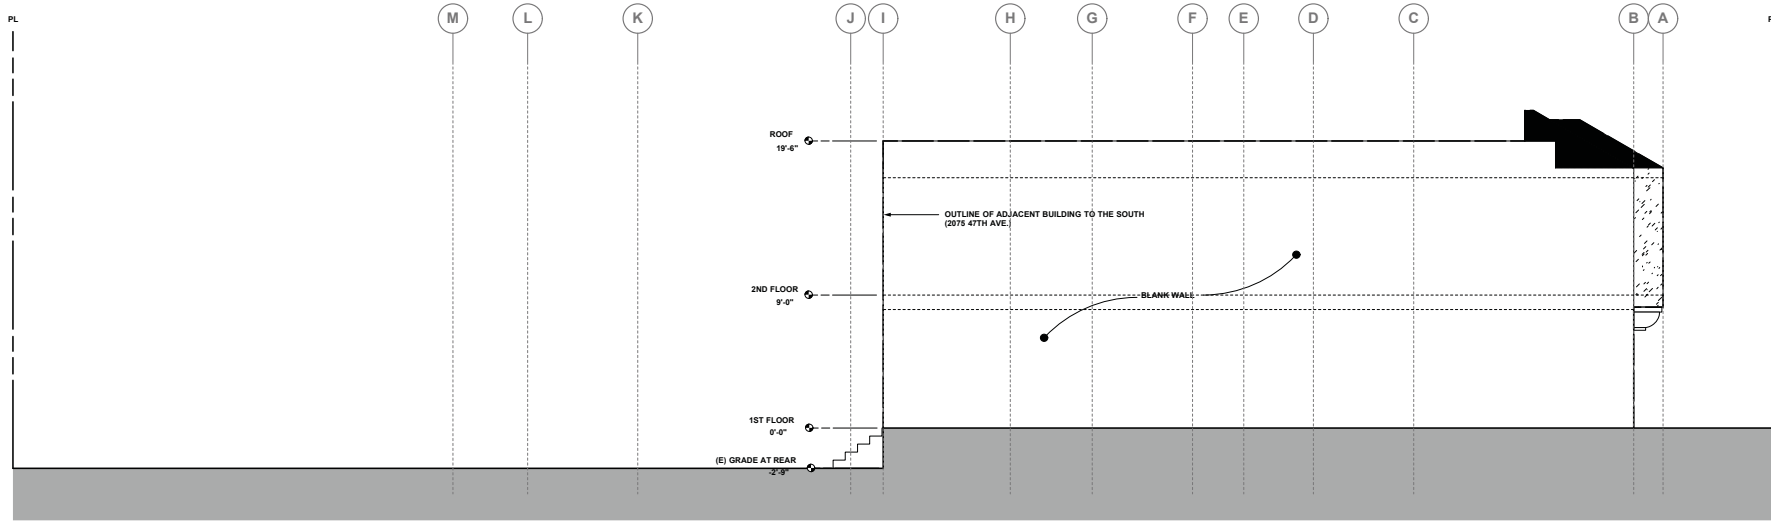 PL
M
L
K
J
I
H
G
F
E
D
C
B
A
ROOF
19'-6"
OUTLINE OF ADJACENT BUILDING TO THE SOUTH
(2075 47TH AVE.)
2ND FLOOR
9'-0"
BLANK WALL
1ST FLOOR
0'-0"
(E) GRADE AT REAR
-2'-9"